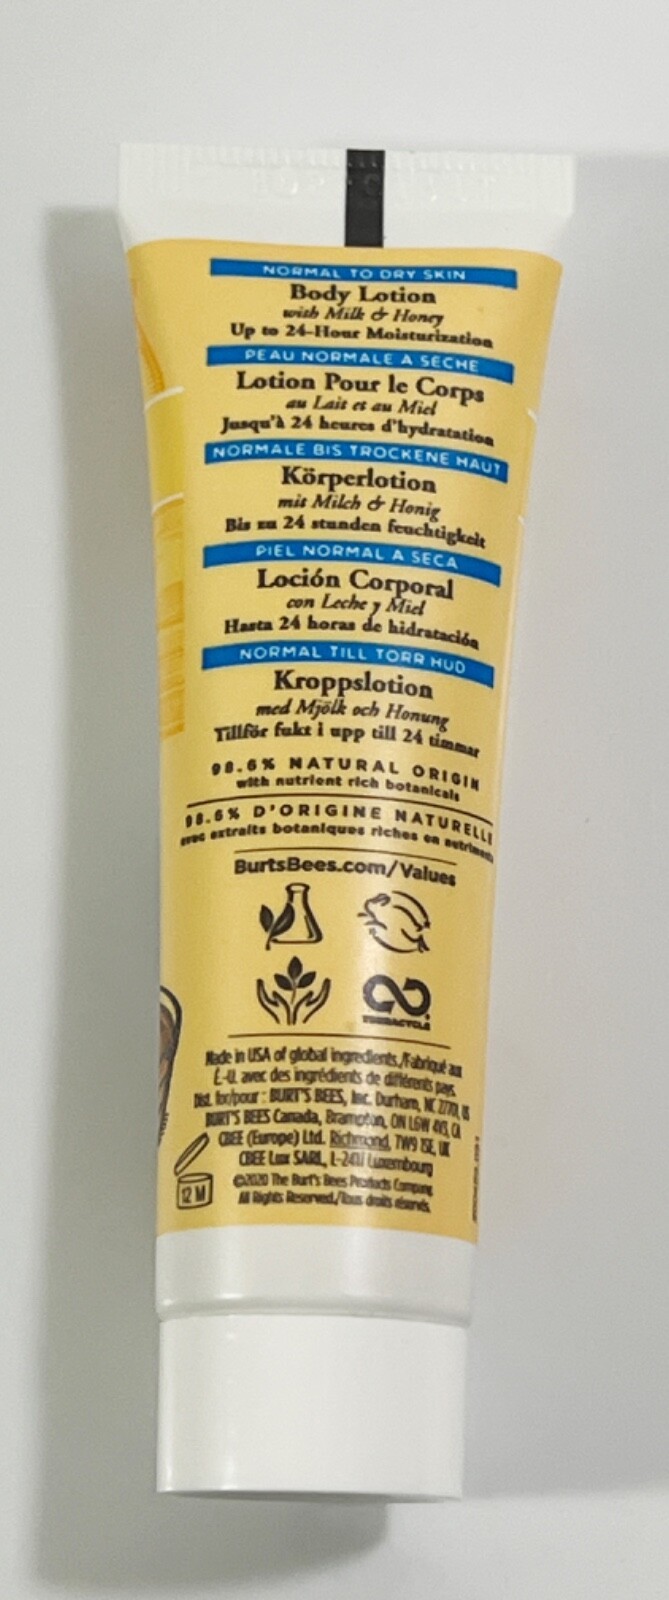 NORMAL TO DRY SKIN
Body Lotion
with Milk & Honey
Up to 24-Hour Moisturization
PEAU NORMALE A SECHE
Lotion Pour le Corps
au Lait et au Miel
Jusqu'à 24 heures d'hydratation
NORMALE BIS TROCKENE HAUT
Körperlotion
mit Milch & Honig
Bis zu 24 stunden feuchtigkeit
PIEL NORMAL A SECA
Loción Corporal
con Leche y Miel
Hasta 24 horas de hidratación
NORMAL TILL TORR HUD
Kroppslotion
med Mjölk och Honung
Tillför fukt i upp till 24 timmar
98.6% NATURAL ORIGIN
with nutrient rich botanicals
98.6% D'ORIGINE NATURELLE
avec extraits botaniques riches en nutriments
BurtsBees.com/Values
TERRACYCLE
Made in USA of global ingredients./Fabriqué aux
É.-U. avec des ingrédients de différents pays.
Dist. for/pour : BURT'S BEES, Inc. Durham, NC 27701, US
BURT'S BEES Canada, Brampton, ON L6W 4V3, CA
CBEE (Europe) Ltd. Richmond, TW9 1SE, UK
CBEE Lux SARL, L-2411 Luxembourg
©2020 The Burt's Bees Products Company
All Rights Reserved./Tous droits réservés.
12 M